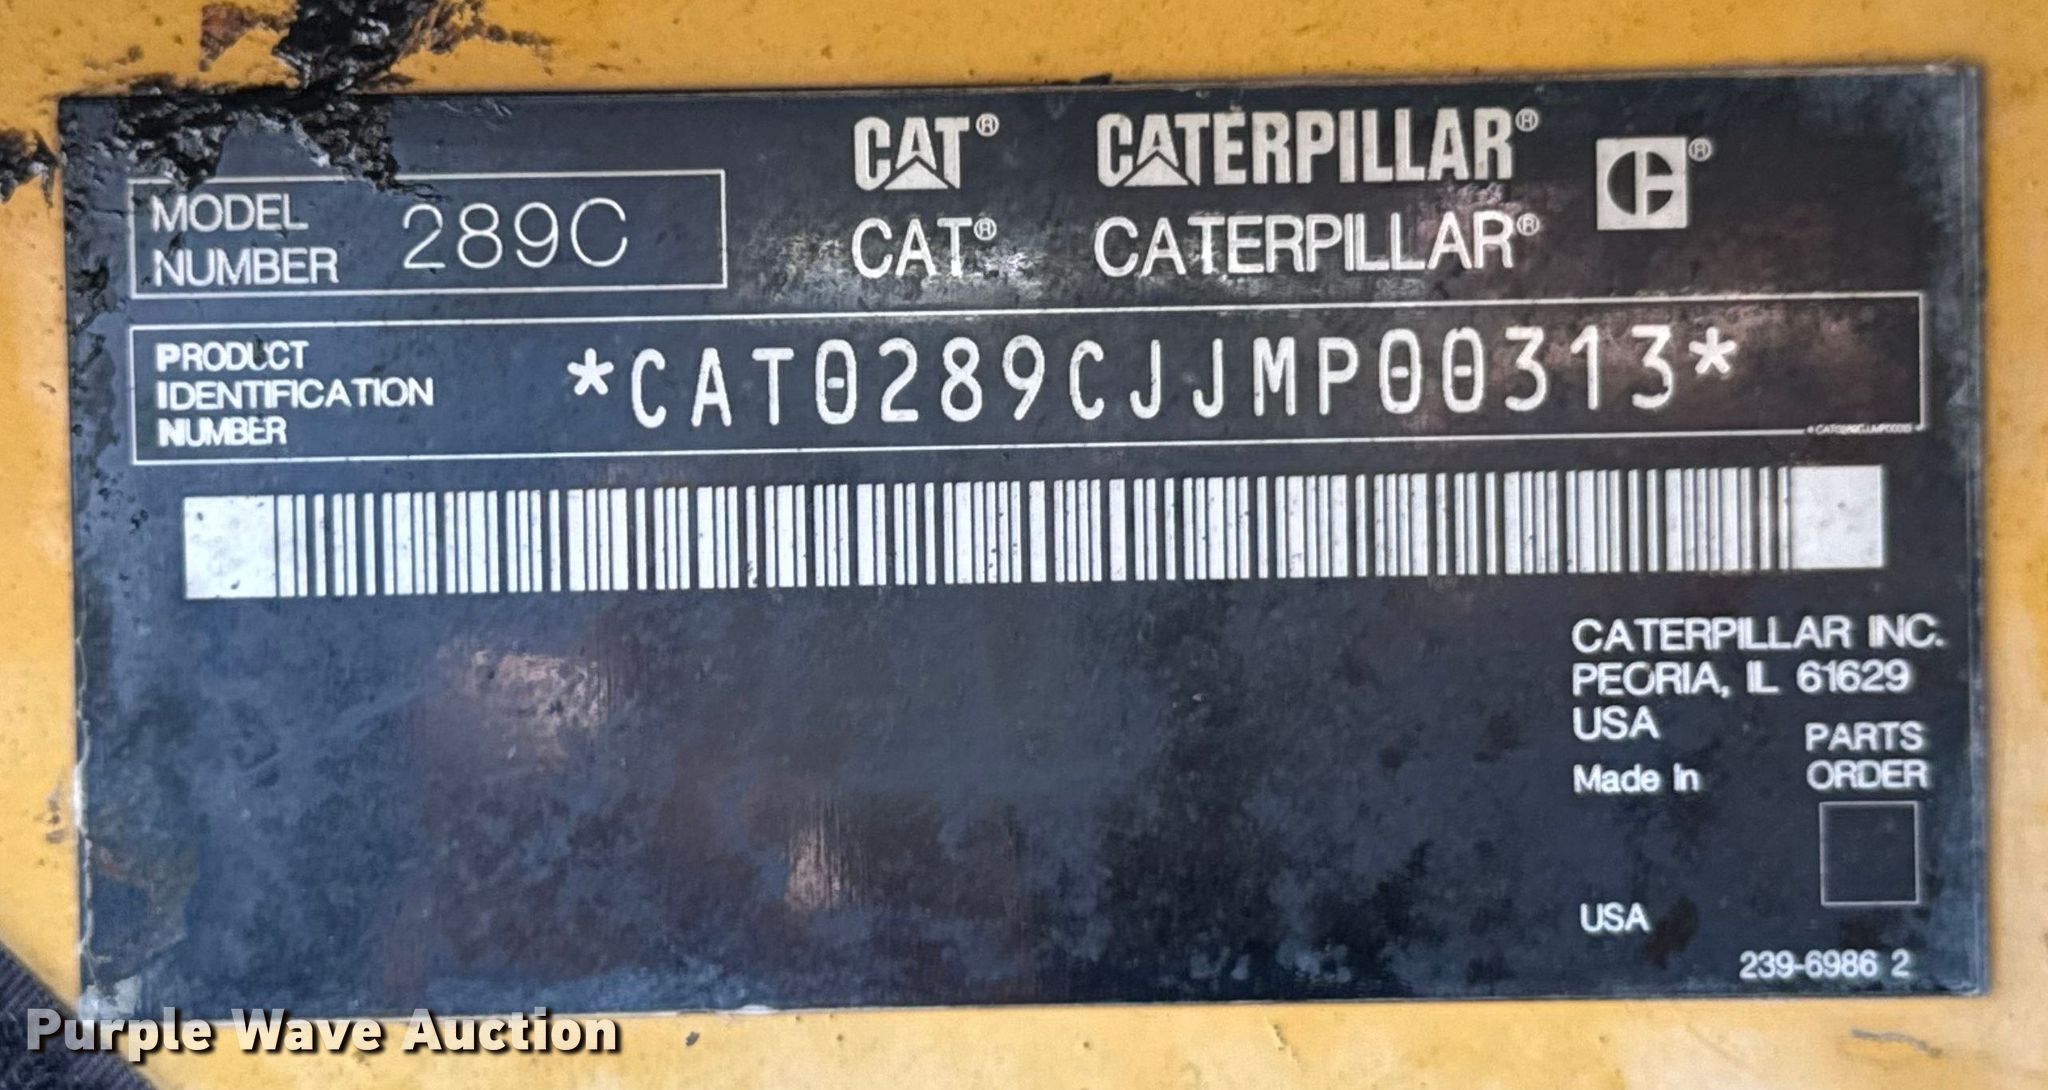 MODEL NUMBER 289C
CAT® CATERPILLAR®
CAT® CATERPILLAR®
PRODUCT
IDENTIFICATION
NUMBER
*CAT0289CJJMP00313*
CATERPILLAR INC.
PEORIA, IL 61629
USA
Made in
PARTS
ORDER
USA
239-6986 2
Purple Wave Auction